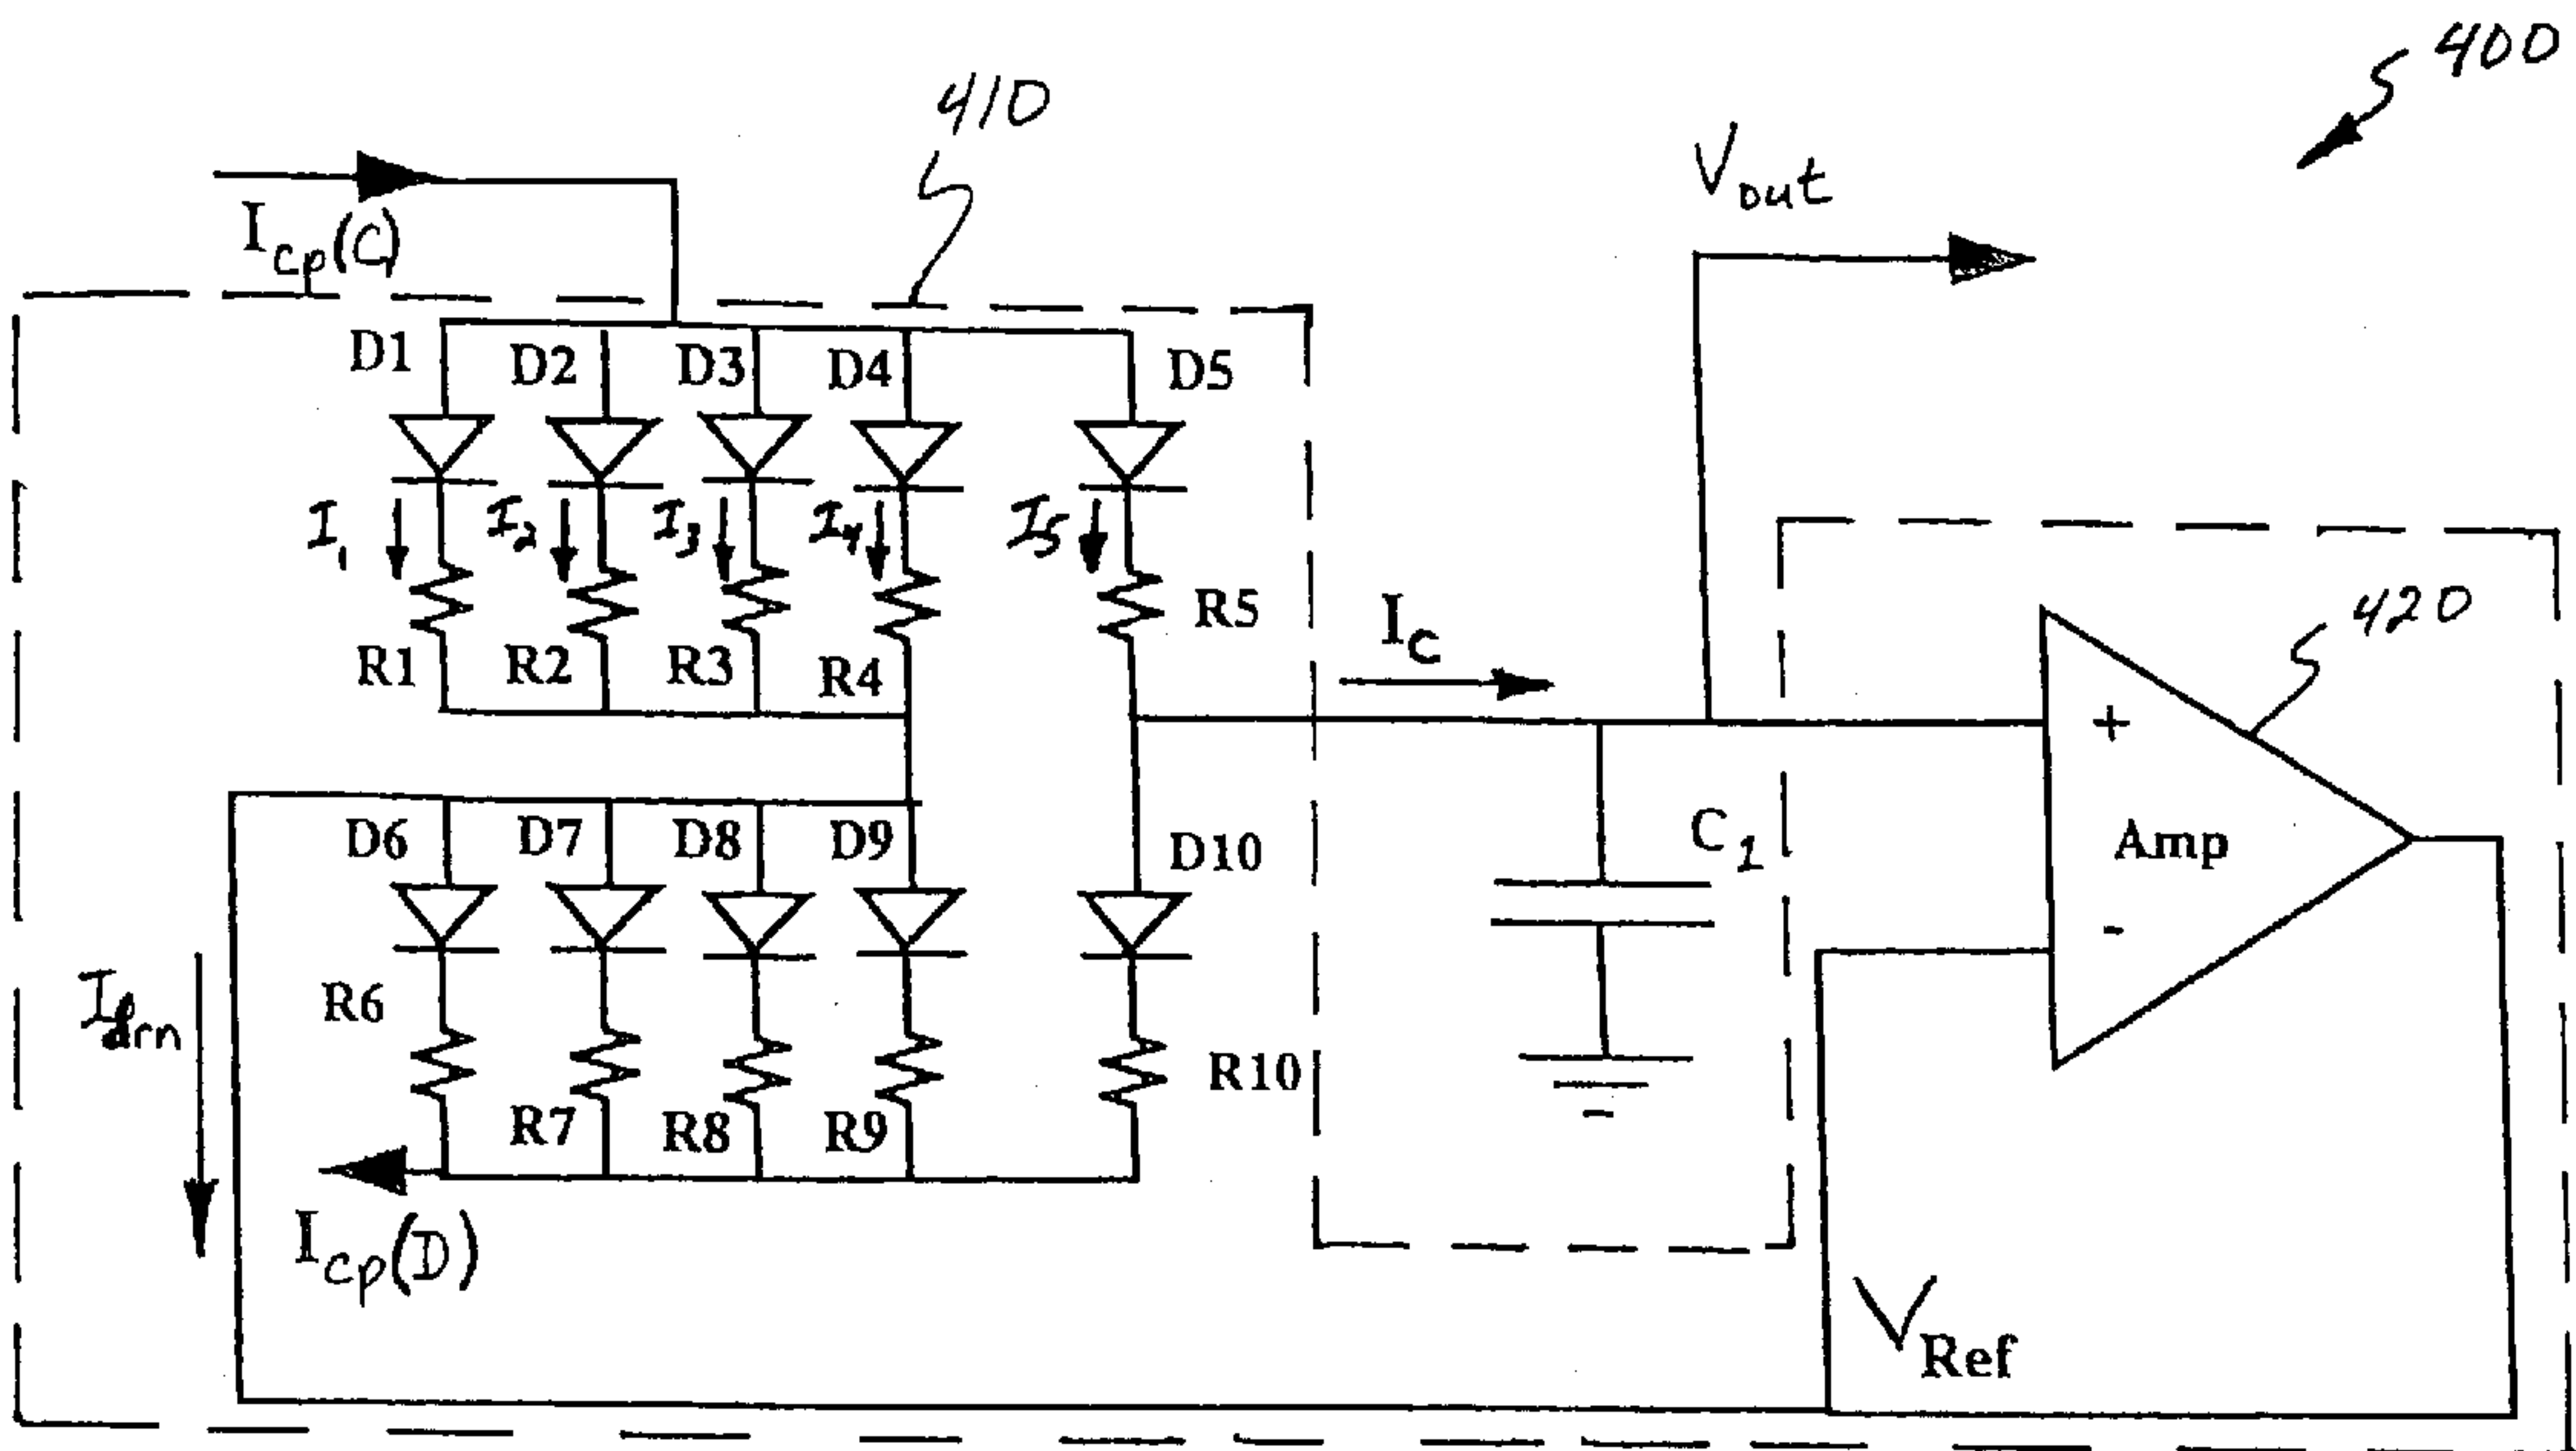 400
410
Vout
Icp(C)
D1 D2 D3 D4 D5
I1 I2 I3 I4 I5
R1 R2 R3 R4 R5
IC
420
+
Amp
-
C1
D6 D7 D8 D9 D10
Idrn
R6 R7 R8 R9 R10
Icp(D)
VRef